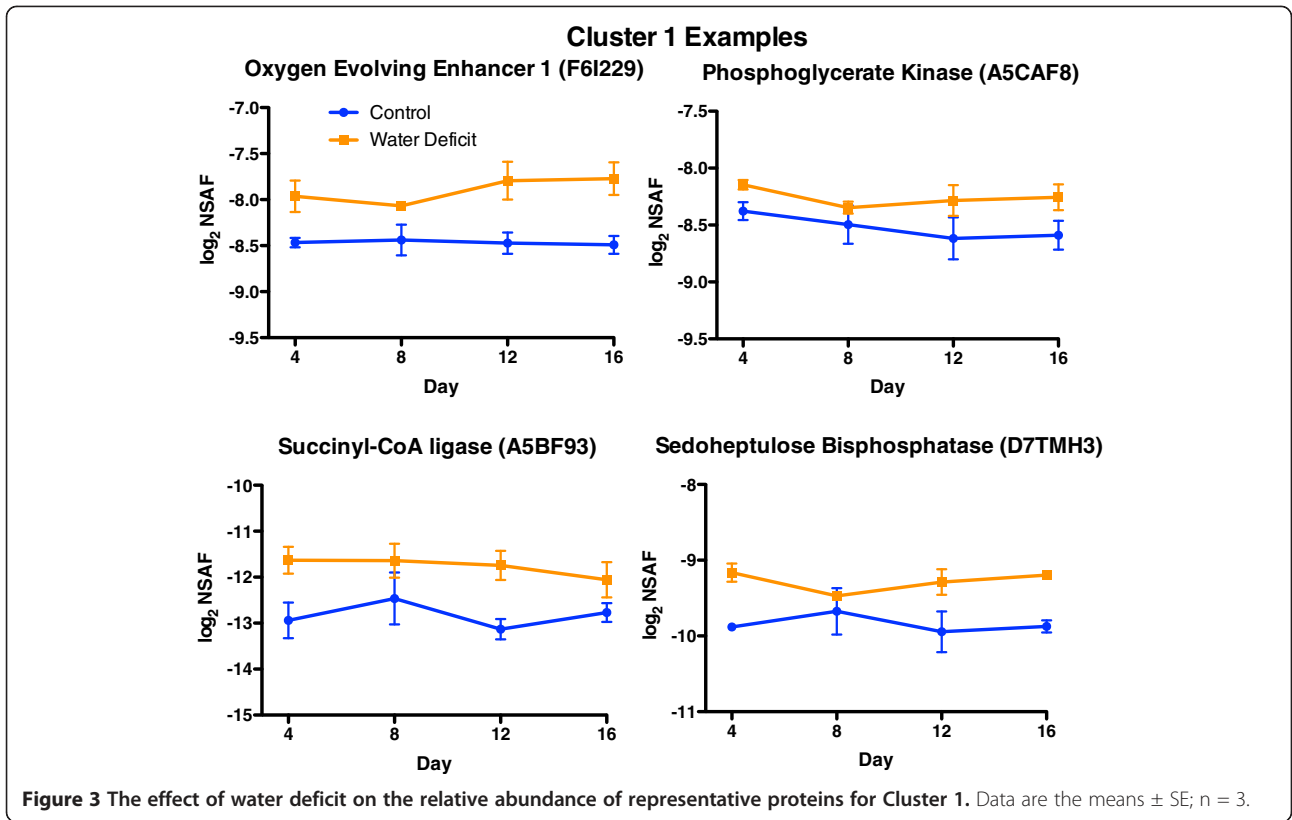 Cluster 1 Examples
Oxygen Evolving Enhancer 1 (F6I229)
-7.0
-7.5
-8.0
-8.5
-9.0
-9.5
log2 NSAF
Control
Water Deficit
4 8 12 16
Day
Phosphoglycerate Kinase (A5CAF8)
-7.5
-8.0
-8.5
-9.0
-9.5
log2 NSAF
4 8 12 16
Day
Succinyl-CoA ligase (A5BF93)
-10
-11
-12
-13
-14
-15
log2 NSAF
4 8 12 16
Day
Sedoheptulose Bisphosphatase (D7TMH3)
-8
-9
-10
-11
log2 NSAF
4 8 12 16
Day
Figure 3 The effect of water deficit on the relative abundance of representative proteins for Cluster 1. Data are the means ± SE; n = 3.